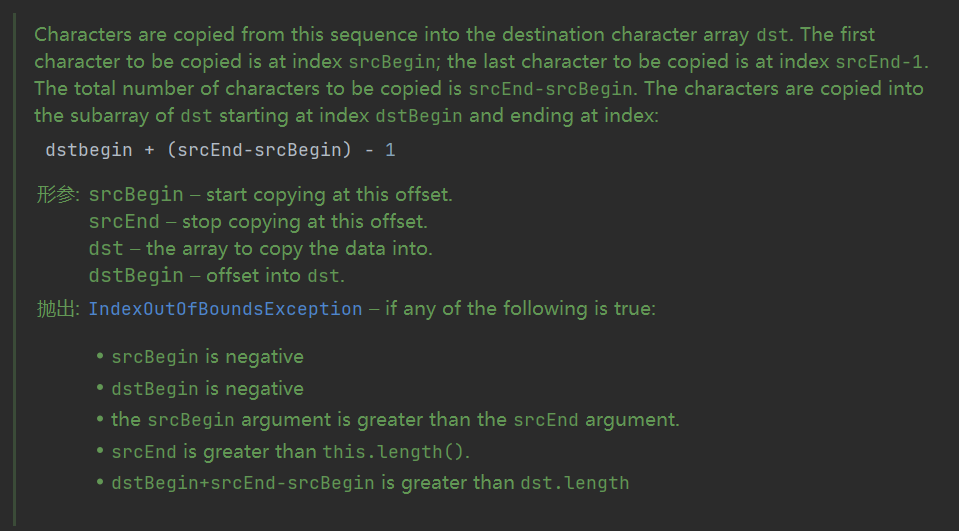 Characters are copied from this sequence into the destination character array dst. The first
character to be copied is at index srcBegin; the last character to be copied is at index srcEnd-1.
The total number of characters to be copied is srcEnd-srcBegin. The characters are copied into
the subarray of dst starting at index dstBegin and ending at index:
dstbegin + (srcEnd-srcBegin) - 1
形参: srcBegin – start copying at this offset.
srcEnd – stop copying at this offset.
dst – the array to copy the data into.
dstBegin – offset into dst.
抛出: IndexOutOfBoundsException – if any of the following is true:
• srcBegin is negative
• dstBegin is negative
• the srcBegin argument is greater than the srcEnd argument.
• srcEnd is greater than this.length().
• dstBegin+srcEnd-srcBegin is greater than dst.length